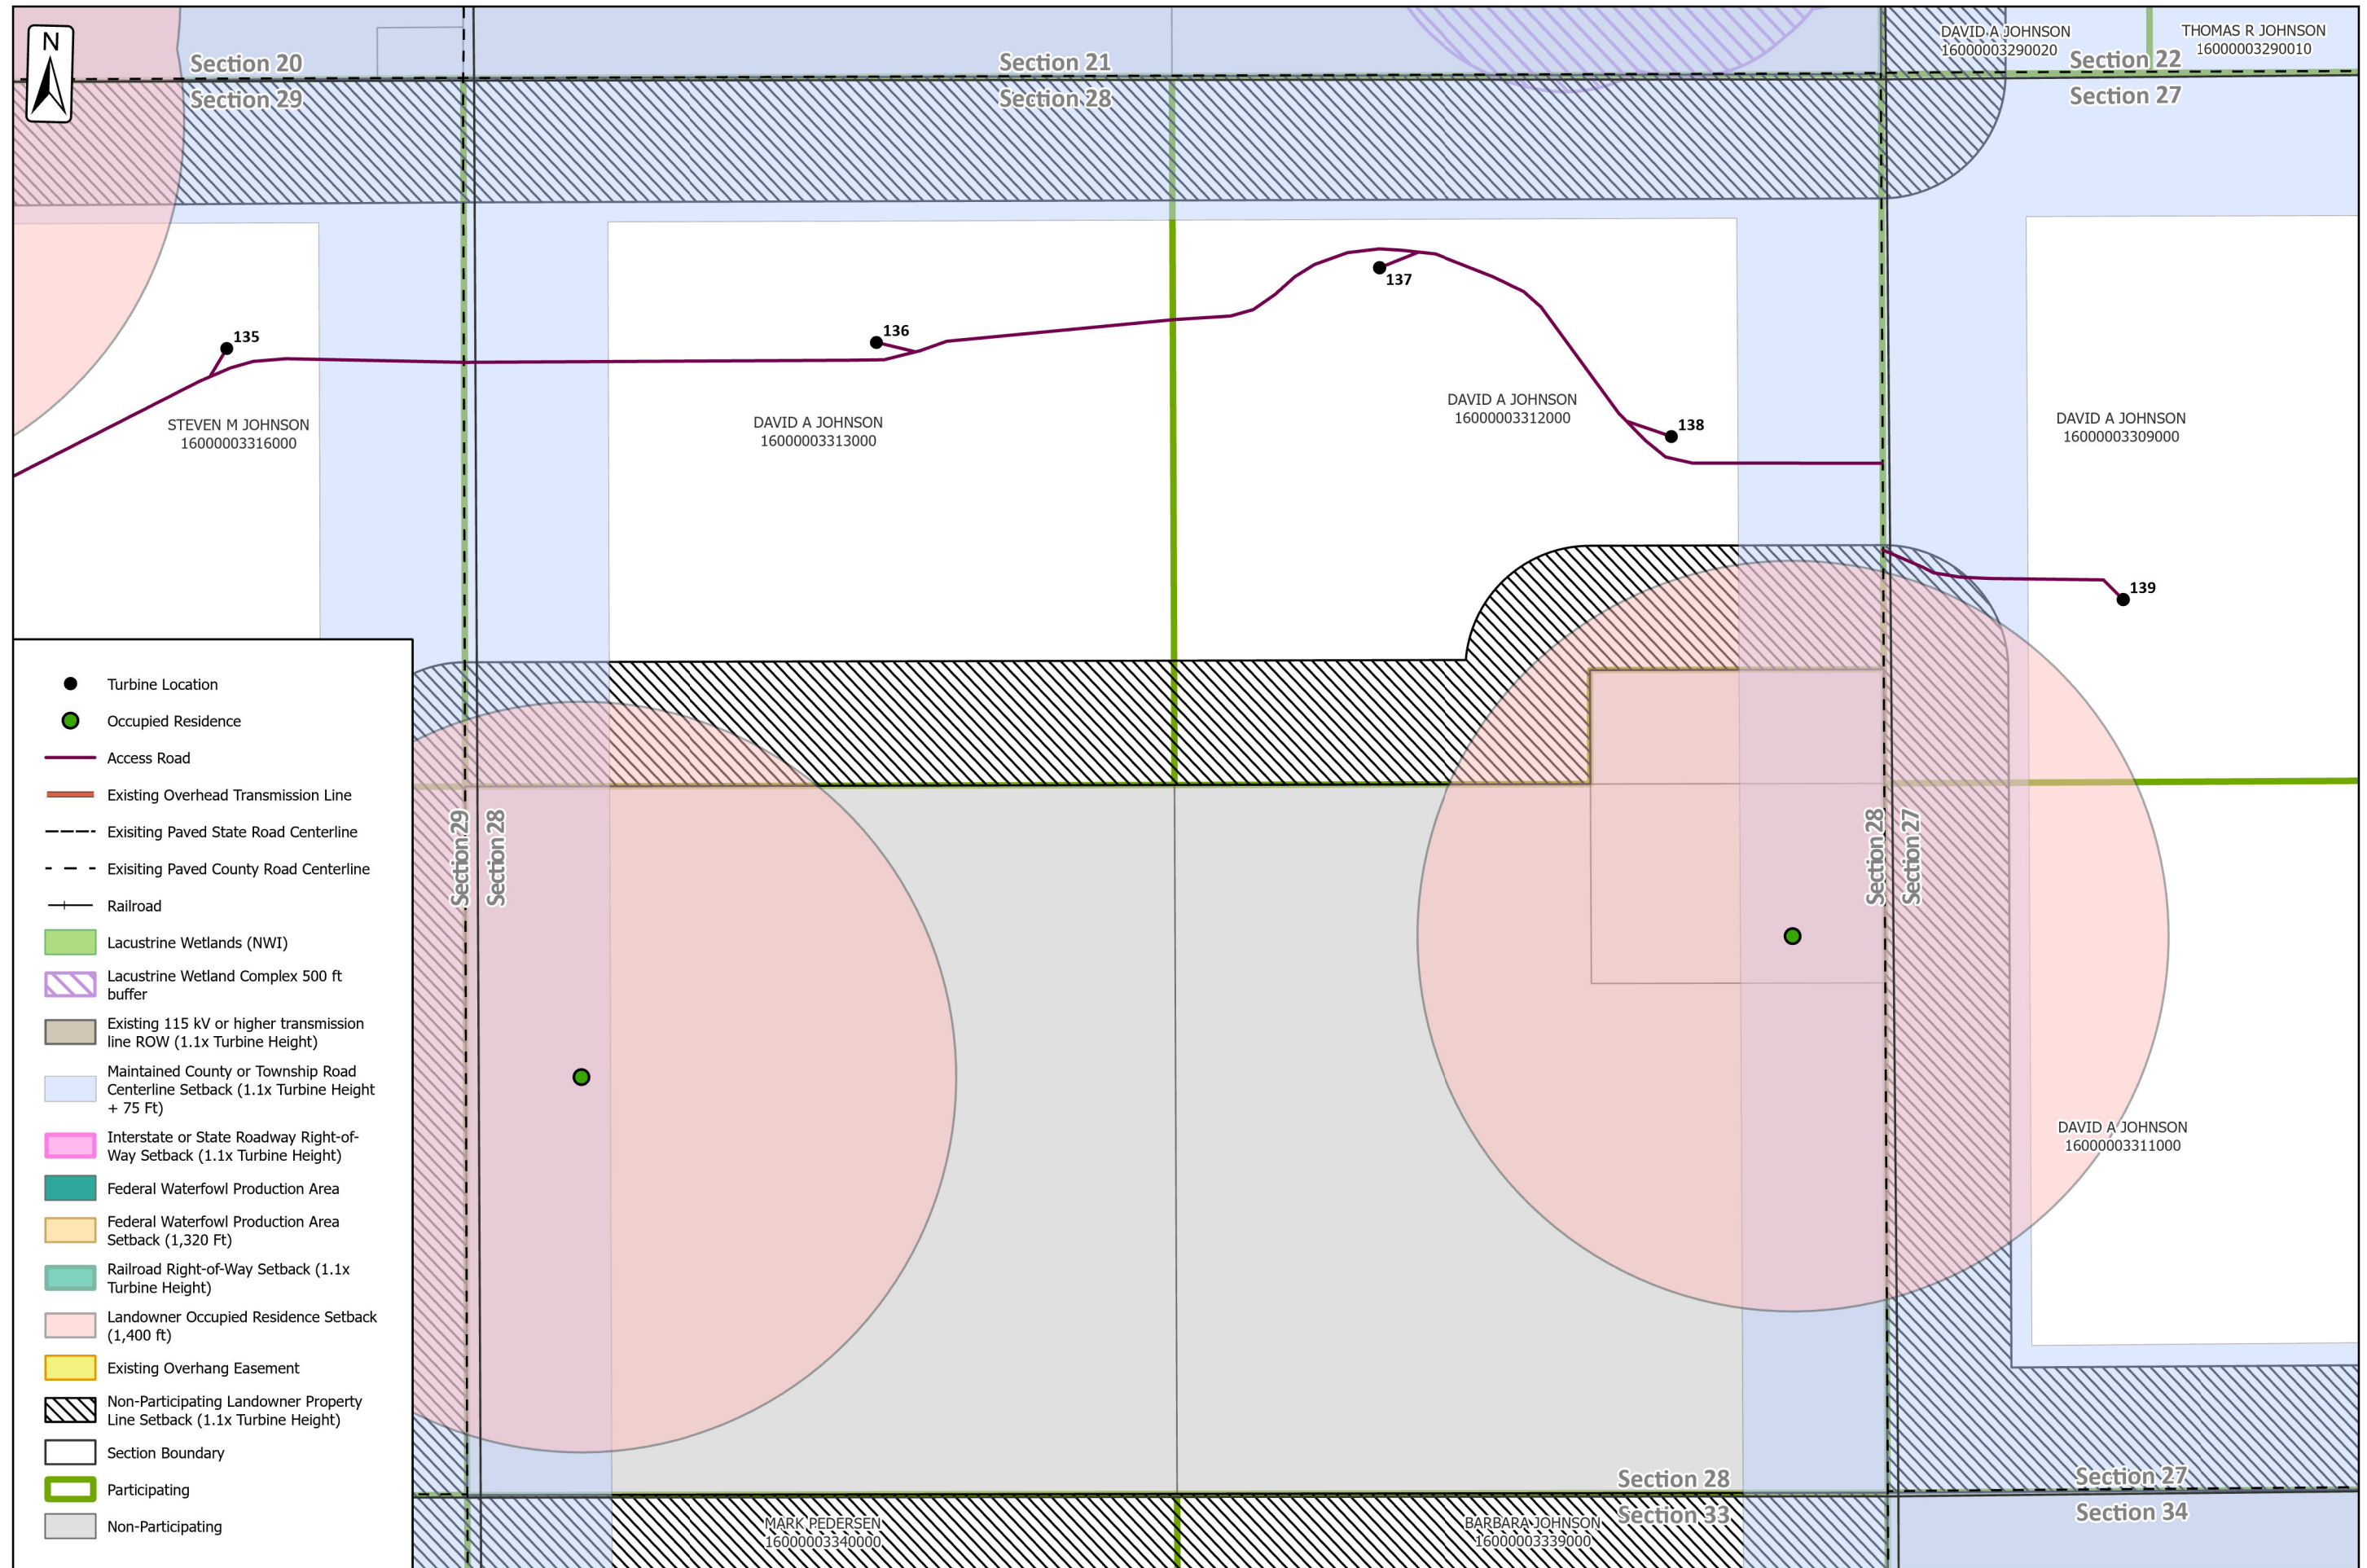 N
Section 20
Section 29
Section 21
Section 28
DAVID A JOHNSON
16000003290020
THOMAS R JOHNSON
16000003290010
Section 22
Section 27
135
136
137
138
139
STEVEN M JOHNSON
16000003316000
DAVID A JOHNSON
16000003313000
DAVID A JOHNSON
16000003312000
DAVID A JOHNSON
16000003309000
Section 29
Section 28
Section 28
Section 27
DAVID A JOHNSON
16000003311000
Section 28
Section 33
Section 27
Section 34
MARK PEDERSEN
16000003340000
BARBARA JOHNSON
16000003339000
Turbine Location
Occupied Residence
Access Road
Existing Overhead Transmission Line
Exisiting Paved State Road Centerline
Exisiting Paved County Road Centerline
Railroad
Lacustrine Wetlands (NWI)
Lacustrine Wetland Complex 500 ft
buffer
Existing 115 kV or higher transmission
line ROW (1.1x Turbine Height)
Maintained County or Township Road
Centerline Setback (1.1x Turbine Height
+ 75 Ft)
Interstate or State Roadway Right-of-
Way Setback (1.1x Turbine Height)
Federal Waterfowl Production Area
Federal Waterfowl Production Area
Setback (1,320 Ft)
Railroad Right-of-Way Setback (1.1x
Turbine Height)
Landowner Occupied Residence Setback
(1,400 ft)
Existing Overhang Easement
Non-Participating Landowner Property
Line Setback (1.1x Turbine Height)
Section Boundary
Participating
Non-Participating